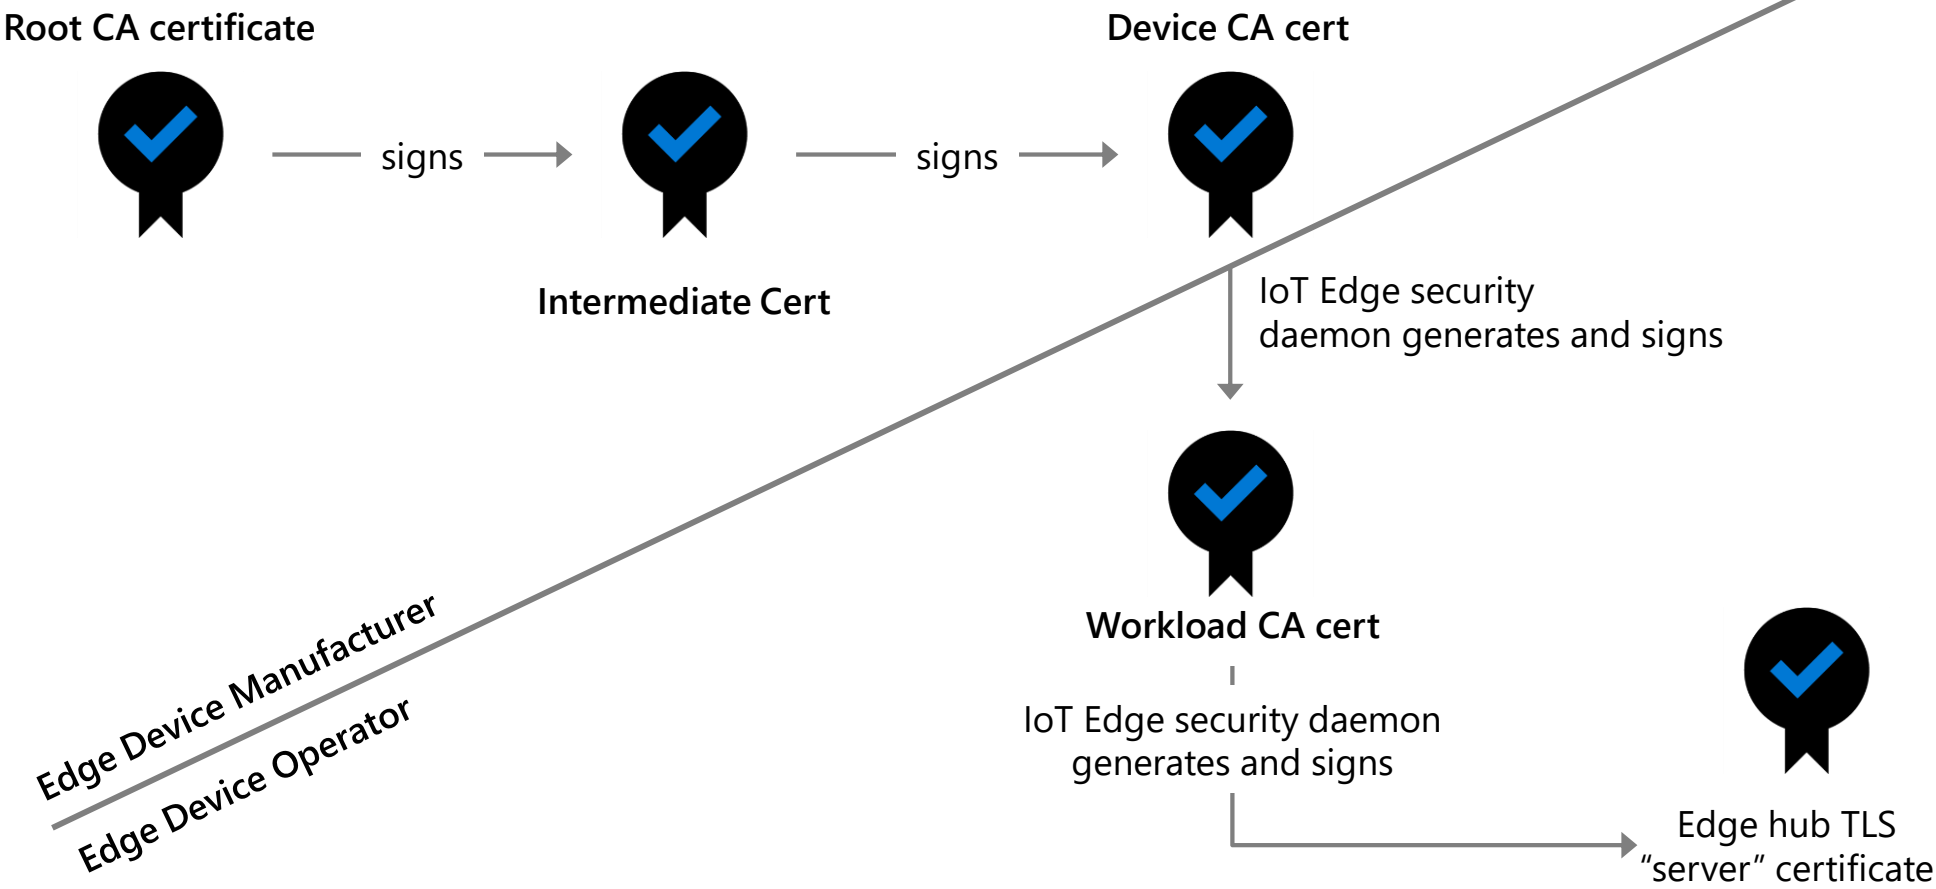 Root CA certificate
Device CA cert
signs
signs
Intermediate Cert
IoT Edge security
daemon generates and signs
Workload CA cert
Edge Device Manufacturer
Edge Device Operator
IoT Edge security daemon
generates and signs
Edge hub TLS
“server” certificate